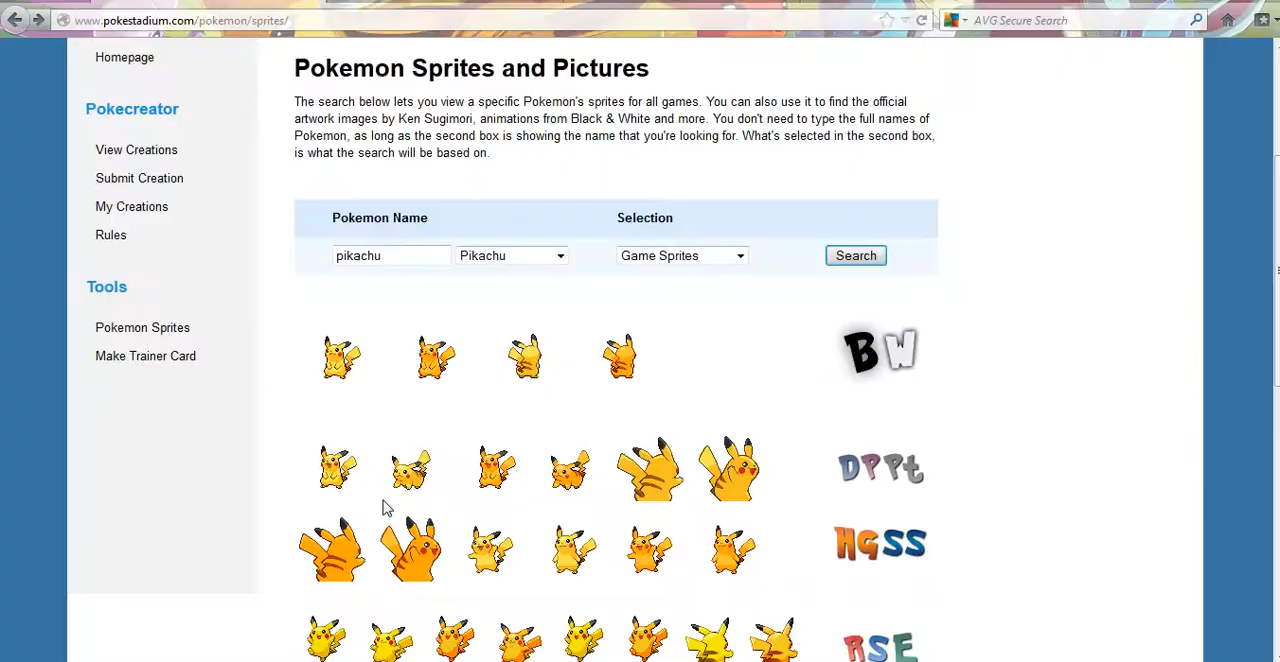 www.pokestadium.com/pokemon/sprites/
AVG Secure Search
Homepage
Pokecreator
View Creations
Submit Creation
My Creations
Rules
Tools
Pokemon Sprites
Make Trainer Card
Pokemon Sprites and Pictures
The search below lets you view a specific Pokemon's sprites for all games. You can also use it to find the official
artwork images by Ken Sugimori, animations from Black & White and more. You don't need to type the full names of
Pokemon, as long as the second box is showing the name that you're looking for. What's selected in the second box,
is what the search will be based on.
Pokemon Name Selection
pikachu Pikachu Game Sprites Search
BW
DPPt
HGSS
RSE